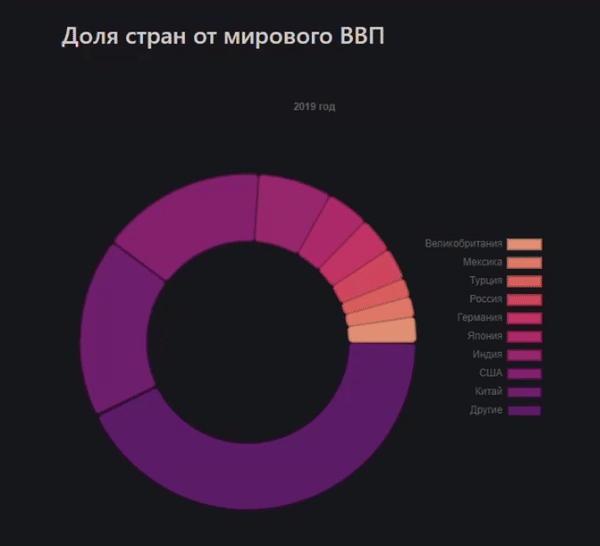 Доля стран от мирового ВВП
2019 год
Великобритания
Мексика
Турция
Россия
Германия
Япония
Индия
США
Китай
Другие